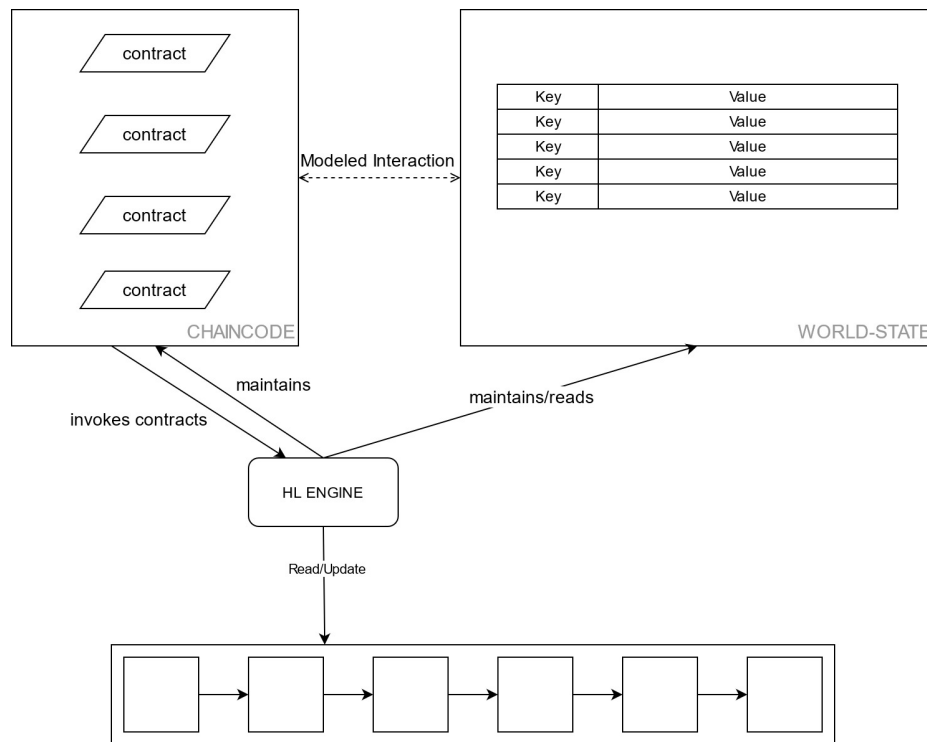 contract
contract
contract
contract
CHAINCODE
Modeled Interaction
Key Value
Key Value
Key Value
Key Value
Key Value
WORLD-STATE
maintains
invokes contracts
maintains/reads
HL ENGINE
Read/Update